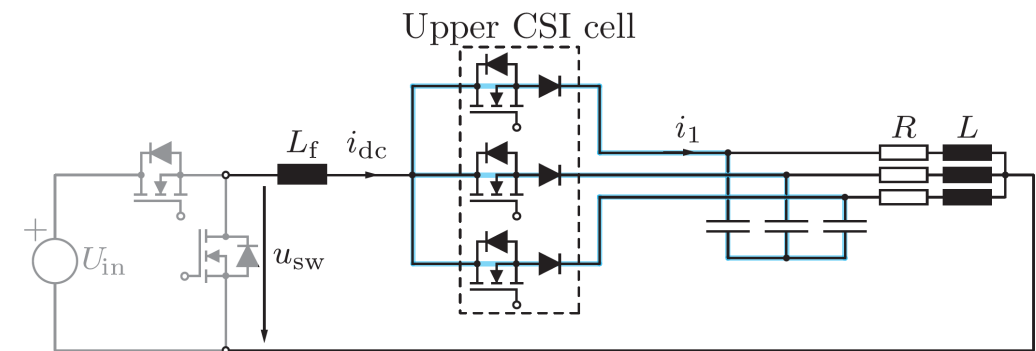 Upper CSI cell
L_f
i_dc
i_1
R
L
+
U_in
u_sw